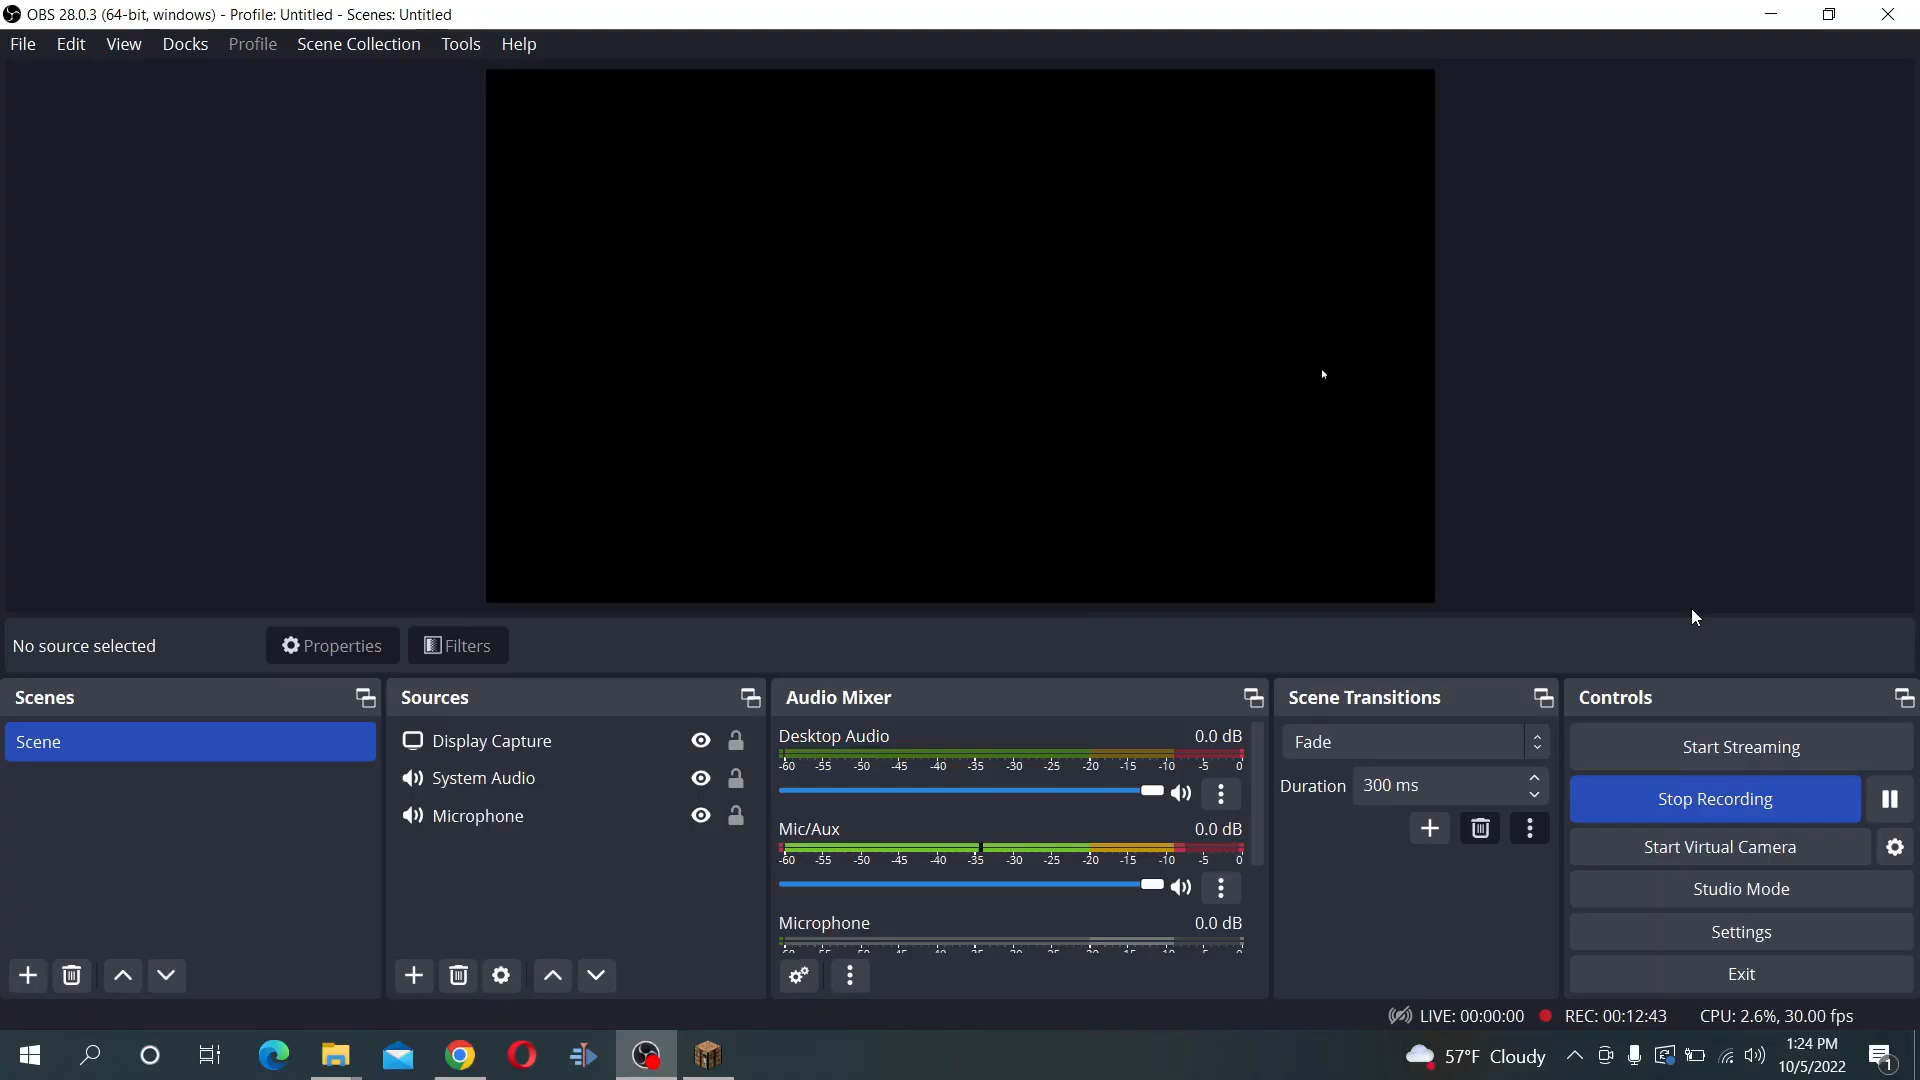 OBS 28.0.3 (64-bit, windows) - Profile: Untitled - Scenes: Untitled
File Edit View Docks Profile Scene Collection Tools Help
No source selected Properties Filters
Scenes
Scene
Sources
Display Capture
System Audio
Microphone
Audio Mixer
Desktop Audio 0.0 dB
-60 -55 -50 -45 -40 -35 -30 -25 -20 -15 -10 -5 0
Mic/Aux 0.0 dB
-60 -55 -50 -45 -40 -35 -30 -25 -20 -15 -10 -5 0
Microphone 0.0 dB
Scene Transitions
Fade
Duration 300 ms
Controls
Start Streaming
Stop Recording
Start Virtual Camera
Studio Mode
Settings
Exit
LIVE: 00:00:00 REC: 00:12:43 CPU: 2.6%, 30.00 fps
57°F Cloudy
1:24 PM
10/5/2022
1